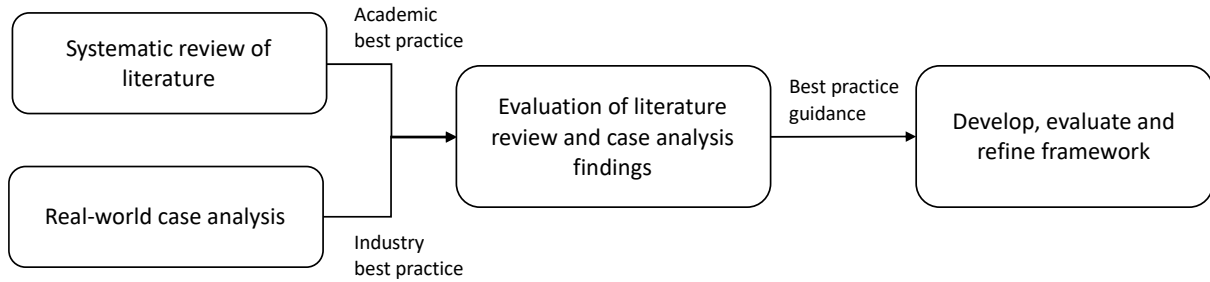 Systematic review of
literature
Academic
best practice
Real-world case analysis
Industry
best practice
Evaluation of literature
review and case analysis
findings
Best practice
guidance
Develop, evaluate and
refine framework